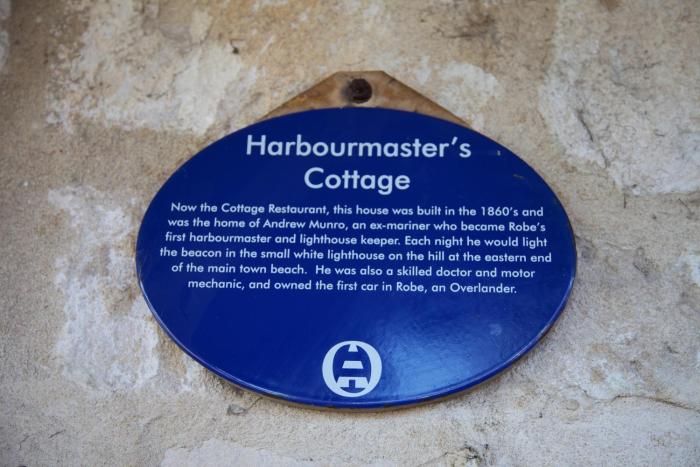 Harbourmaster's
Cottage
Now the Cottage Restaurant, this house was built in the 1860's and
was the home of Andrew Munro, an ex-mariner who became Robe's
first harbourmaster and lighthouse keeper. Each night he would light
the beacon in the small white lighthouse on the hill at the eastern end
of the main town beach. He was also a skilled doctor and motor
mechanic, and owned the first car in Robe, an Overlander.